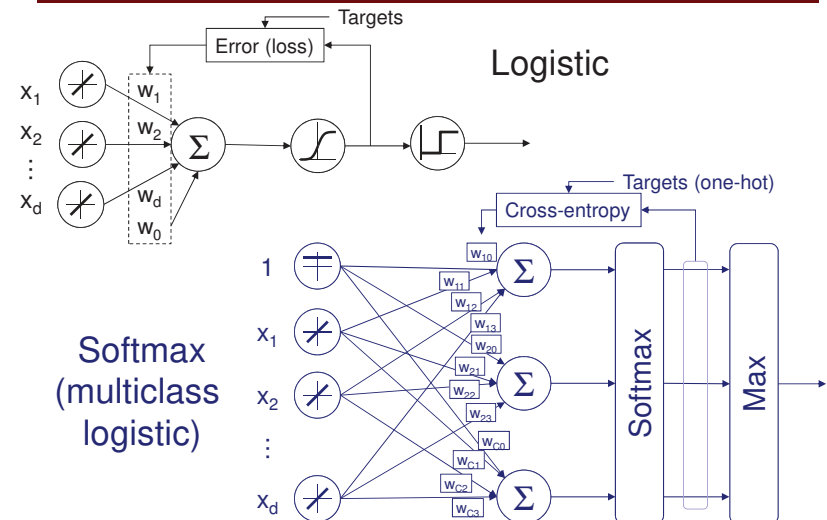 Targets
Error (loss)
Logistic
x1
w1
x2
w2
Σ
⋮
xd
wd
w0
Targets (one-hot)
Cross-entropy
w10
1
Σ
w11
w12
w13
x1
w20
Softmax
(multiclass
logistic)
w21
x2
w22
Σ
w23
Softmax
Max
⋮
wC0
wC1
wC2
xd
wC3
Σ